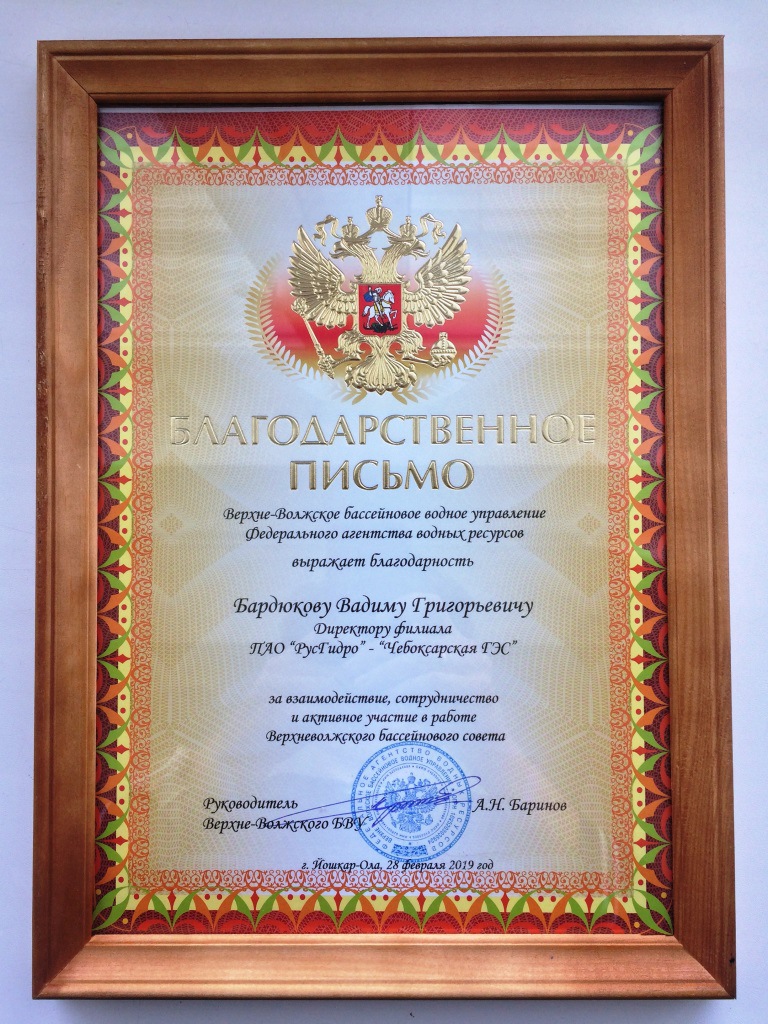 БЛАГОДАРСТВЕННОЕ
ПИСЬМО
Верхне-Волжское бассейновое водное управление
Федерального агентства водных ресурсов
выражает благодарность
Бардюкову Вадиму Григорьевичу
Директору филиала
ПАО “РусГидро” - “Чебоксарская ГЭС”
за взаимодействие, сотрудничество
и активное участие в работе
Верхневолжского бассейнового совета
Руководитель
Верхне-Волжского БВУ
А.Н. Баринов
г. Йошкар-Ола, 28 февраля 2019 год